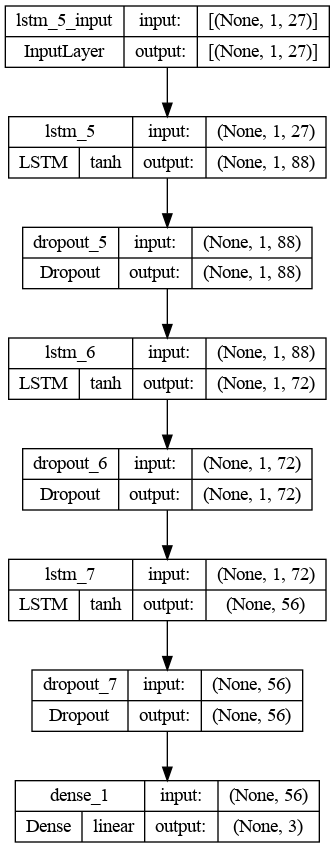 lstm_5_input input: [(None, 1, 27)]
InputLayer output: [(None, 1, 27)]
lstm_5 input: (None, 1, 27)
LSTM tanh output: (None, 1, 88)
dropout_5 input: (None, 1, 88)
Dropout output: (None, 1, 88)
lstm_6 input: (None, 1, 88)
LSTM tanh output: (None, 1, 72)
dropout_6 input: (None, 1, 72)
Dropout output: (None, 1, 72)
lstm_7 input: (None, 1, 72)
LSTM tanh output: (None, 56)
dropout_7 input: (None, 56)
Dropout output: (None, 56)
dense_1 input: (None, 56)
Dense linear output: (None, 3)